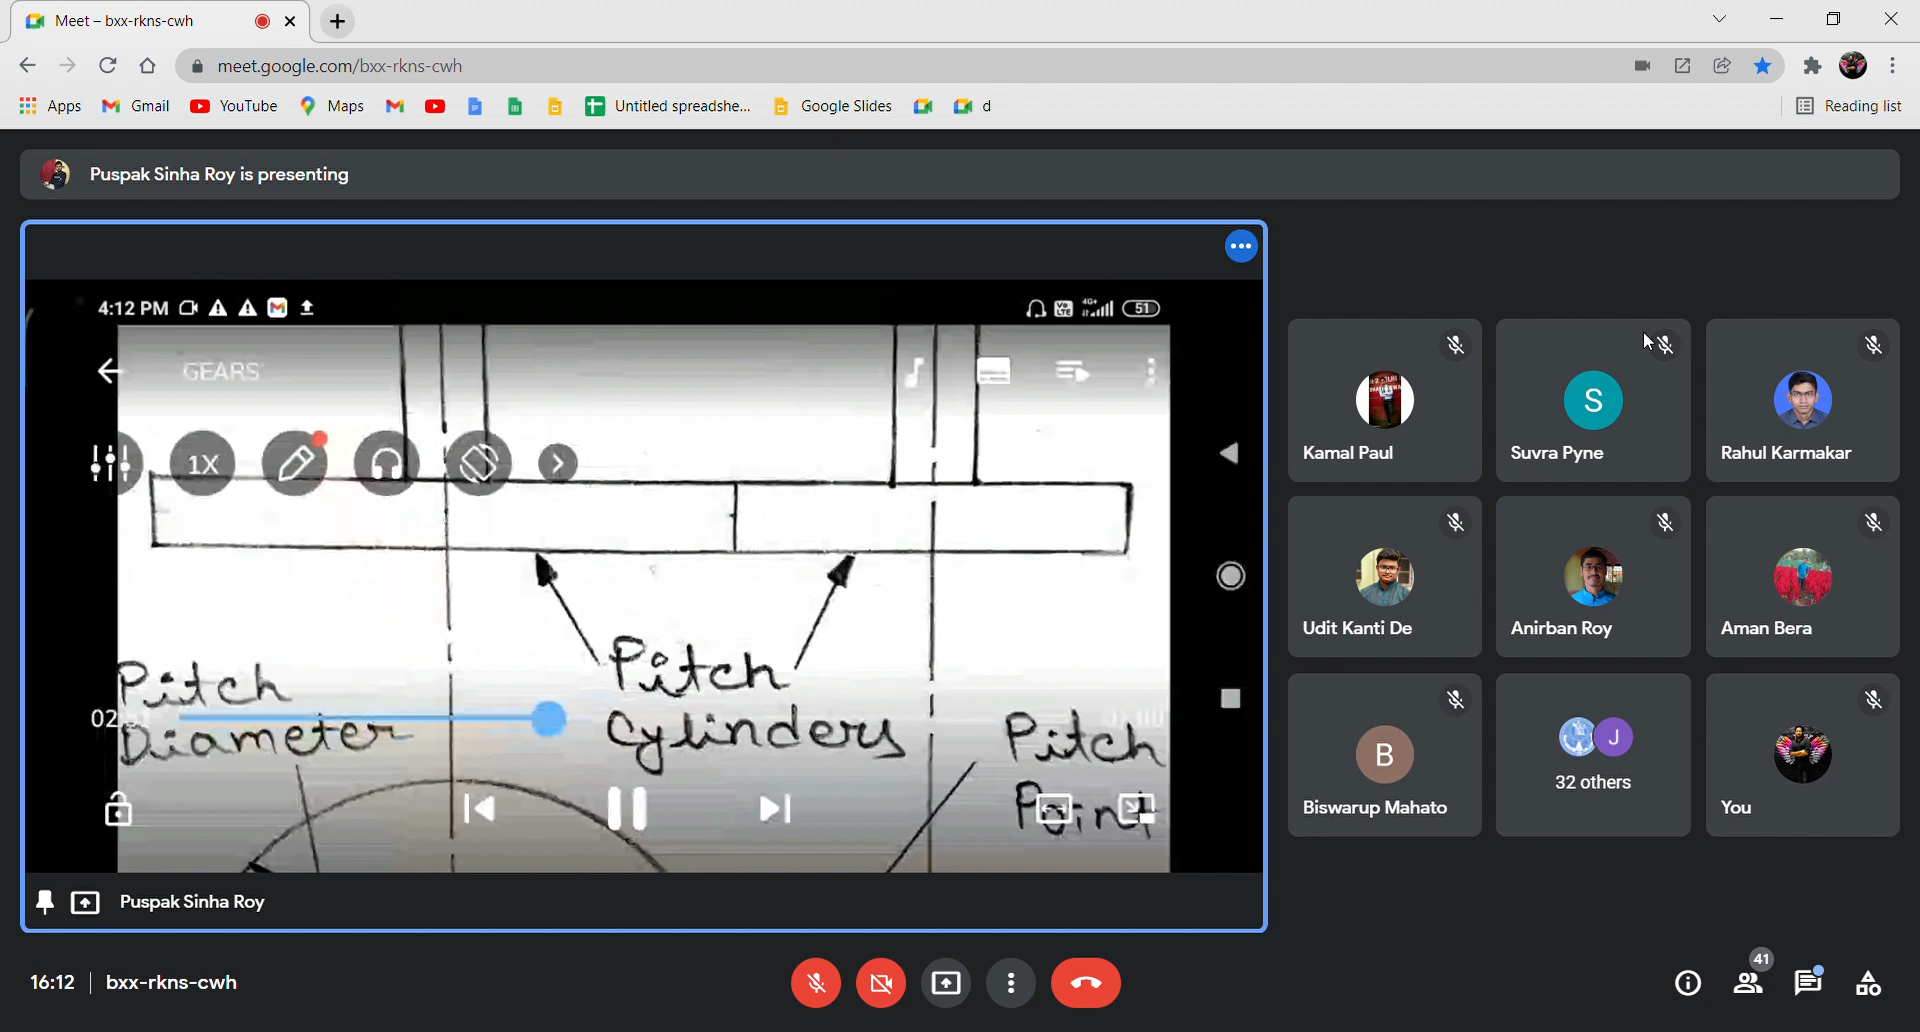 Meet – bxx-rkns-cwh
meet.google.com/bxx-rkns-cwh
Apps Gmail YouTube Maps Untitled spreadshe... Google Slides d Reading list
Puspak Sinha Roy is presenting
4:12 PM 4G+ 51
GEARS
1X
Pitch
Diameter
Pitch
Cylinders
Pitch
Point
Puspak Sinha Roy
Kamal Paul
S
Suvra Pyne
Rahul Karmakar
Udit Kanti De
Anirban Roy
Aman Bera
B
Biswarup Mahato
J
32 others
You
16:12 bxx-rkns-cwh
41